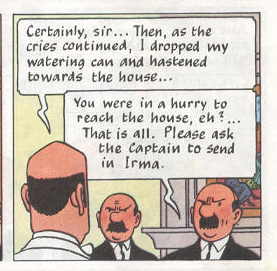 Certainly, sir... Then, as the
cries continued, I dropped my
watering can and hastened
towards the house...
You were in a hurry to
reach the house, eh?...
That is all. Please ask
the Captain to send
in Irma.